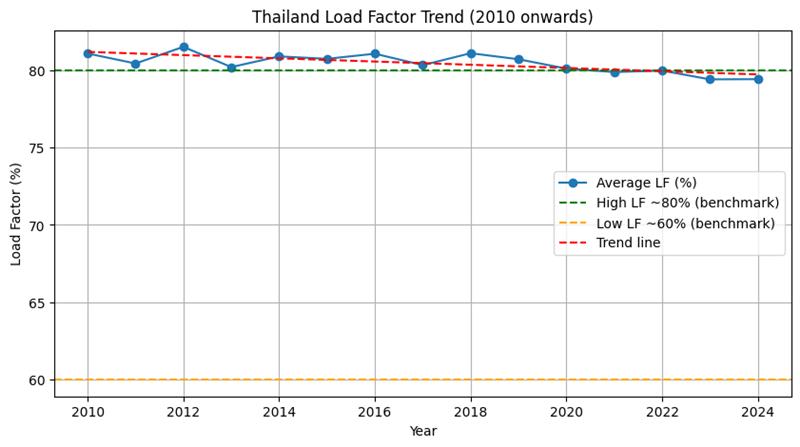 Thailand Load Factor Trend (2010 onwards)
80
75
70
65
60
Load Factor (%)
Average LF (%)
High LF ~80% (benchmark)
Low LF ~60% (benchmark)
Trend line
2010 2012 2014 2016 2018 2020 2022 2024
Year